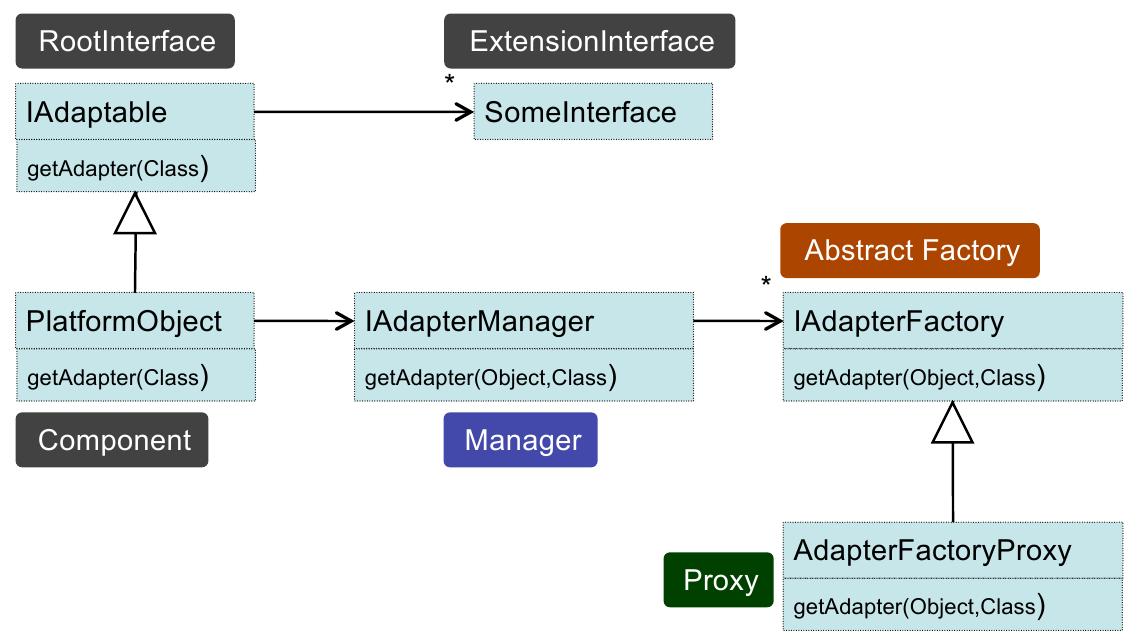 RootInterface
ExtensionInterface
*
IAdaptable
SomeInterface
getAdapter(Class)
Abstract Factory
*
PlatformObject
IAdapterManager
IAdapterFactory
getAdapter(Class)
getAdapter(Object,Class)
getAdapter(Object,Class)
Component
Manager
AdapterFactoryProxy
Proxy
getAdapter(Object,Class)